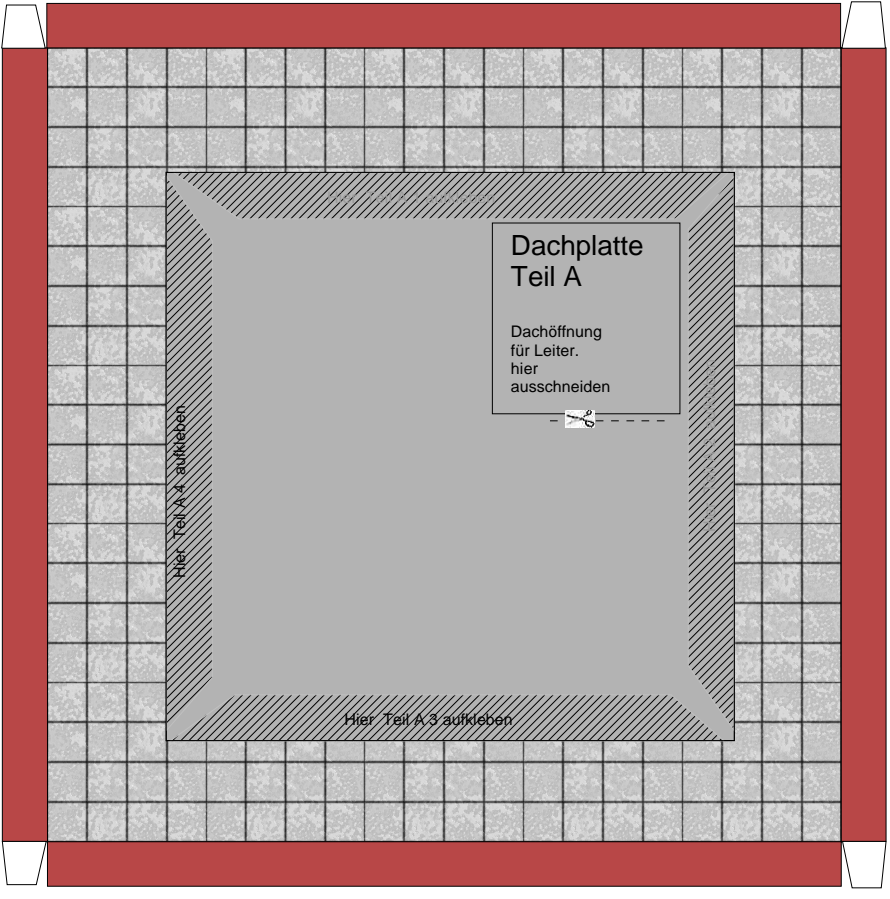 Dachplatte
Teil A
Dachöffnung
für Leiter.
hier
ausschneiden
Hier Teil A 4 aufkleben
Hier Teil A 3 aufkleben